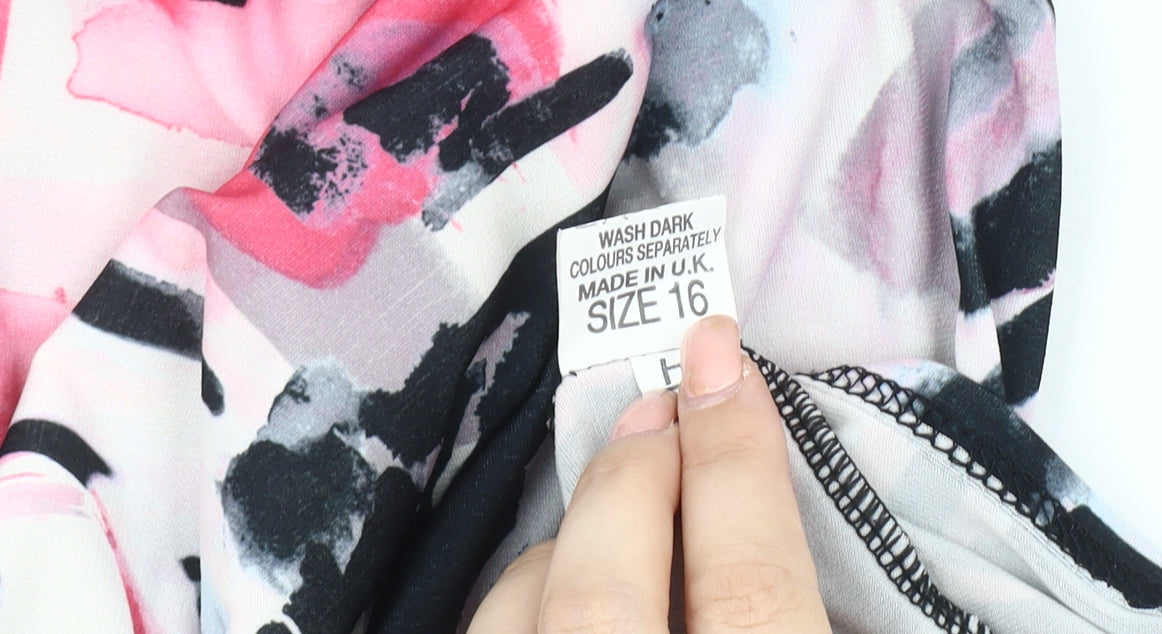 WASH DARK
COLOURS SEPARATELY
MADE IN U.K.
SIZE 16
H